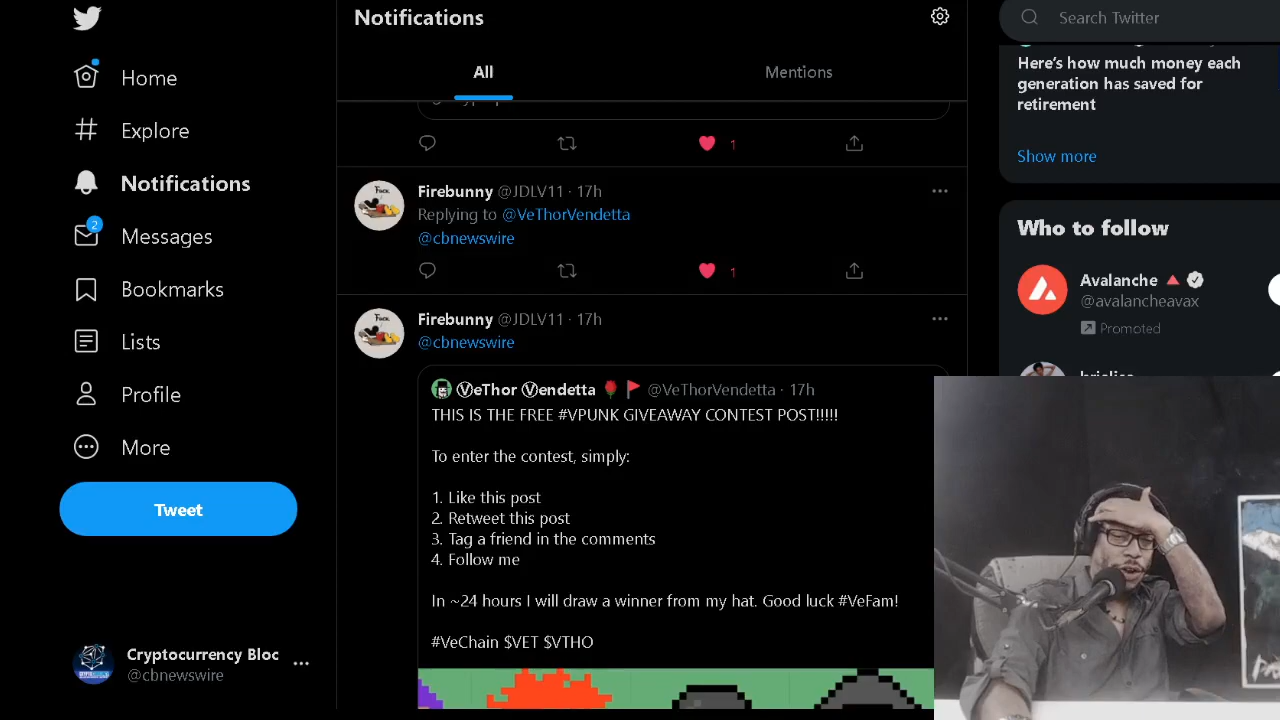 Notifications
Search Twitter
All
Mentions
Home
Explore
Notifications
2
Messages
Bookmarks
Lists
Profile
More
Tweet
Cryptocurrency Bloc
@cbnewswire
1
Firebunny @JDLV11 · 17h
Replying to @VeThorVendetta
@cbnewswire
1
Firebunny @JDLV11 · 17h
@cbnewswire
ⓋeThor Ⓥendetta @VeThorVendetta · 17h
THIS IS THE FREE #VPUNK GIVEAWAY CONTEST POST!!!!!
To enter the contest, simply:
1. Like this post
2. Retweet this post
3. Tag a friend in the comments
4. Follow me
In ~24 hours I will draw a winner from my hat. Good luck #VeFam!
#VeChain $VET $VTHO
Here's how much money each
generation has saved for
retirement
Show more
Who to follow
Avalanche
@avalancheavax
Promoted